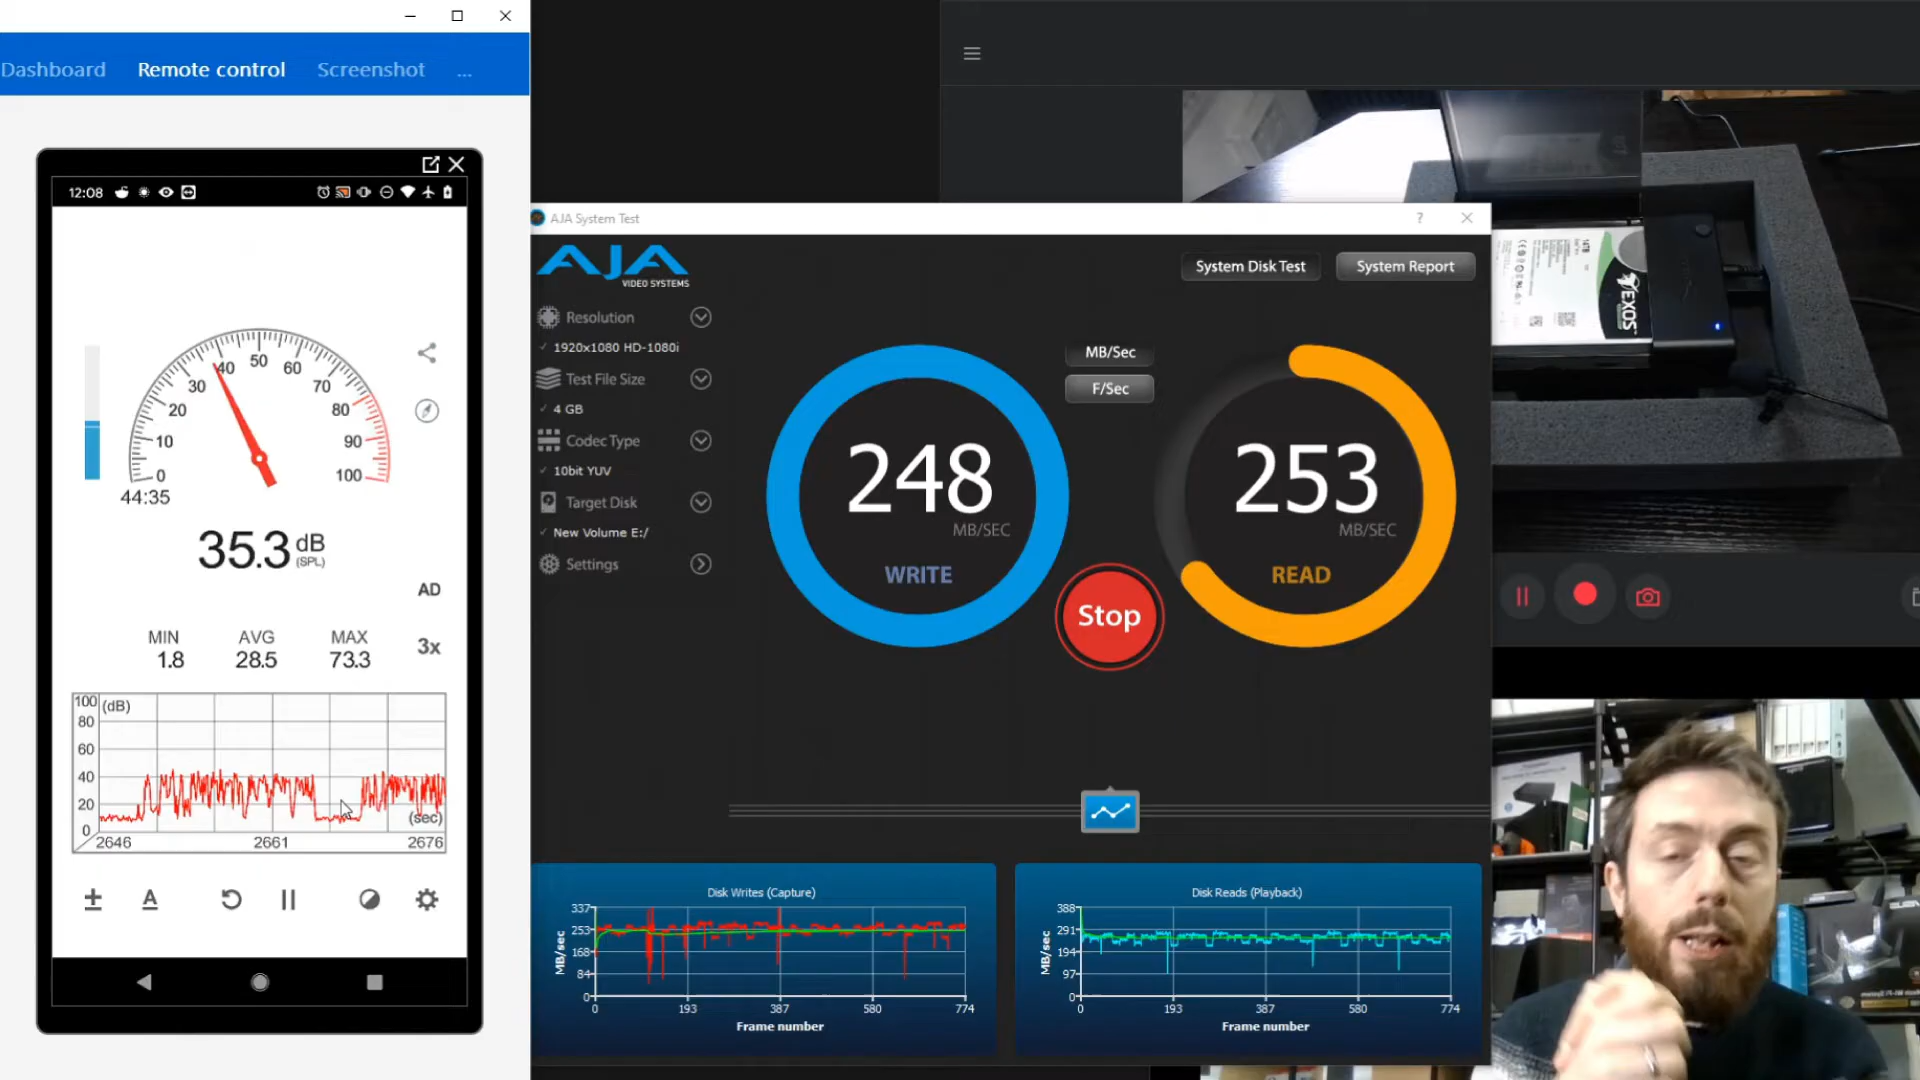 Dashboard Remote control Screenshot ...
12:08
0 10 20 30 40 50 60 70 80 90 100
44:35
35.3 dB
(SPL)
AD
MIN AVG MAX
1.8 28.5 73.3
3x
100 (dB)
80
60
40
20
0
(sec)
2646 2661 2676
A
AJA System Test
?
AJA
VIDEO SYSTEMS
System Disk Test System Report
Resolution
1920x1080 HD-1080i
Test File Size
4 GB
Codec Type
10bit YUV
Target Disk
New Volume E:/
Settings
MB/Sec
F/Sec
248
MB/SEC
WRITE
253
MB/SEC
READ
Stop
Disk Writes (Capture)
337
253
168
84
0
MB/sec
0 193 387 580 774
Frame number
Disk Reads (Playback)
388
291
194
97
0
MB/sec
0 193 387 580 774
Frame number
14TB
EXOS